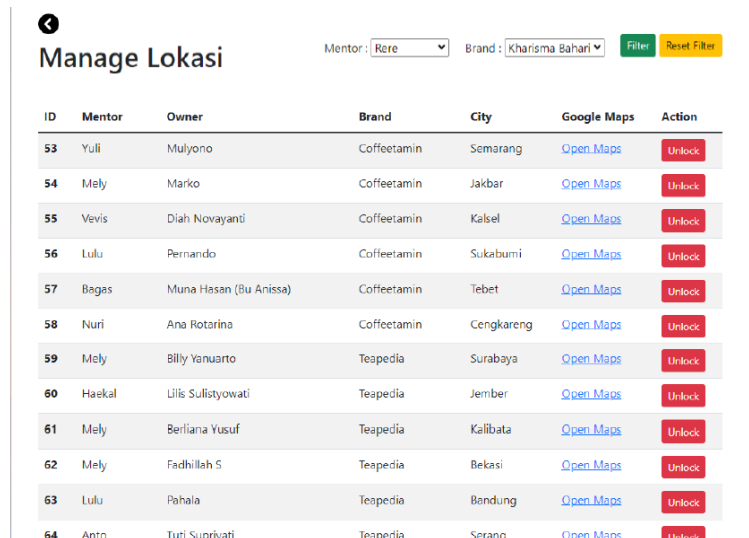 Manage Lokasi
Mentor : Rere Brand : Kharisma Bahari Filter Reset Filter
ID Mentor Owner Brand City Google Maps Action
53 Yuli Mulyono Coffeetamin Semarang Open Maps Unlock
54 Mely Marko Coffeetamin Jakbar Open Maps Unlock
55 Vevis Diah Novayanti Coffeetamin Kalsel Open Maps Unlock
56 Lulu Pernando Coffeetamin Sukabumi Open Maps Unlock
57 Bagas Muna Hasan (Bu Anissa) Coffeetamin Tebet Open Maps Unlock
58 Nuri Ana Rotarina Coffeetamin Cengkareng Open Maps Unlock
59 Mely Billy Yanuarto Teapedia Surabaya Open Maps Unlock
60 Haekal Lilis Sulistyowati Teapedia Jember Open Maps Unlock
61 Mely Berliana Yusuf Teapedia Kalibata Open Maps Unlock
62 Mely Fadhillah S Teapedia Bekasi Open Maps Unlock
63 Lulu Pahala Teapedia Bandung Open Maps Unlock
64 Anto Tuti Supriyati Teapedia Serang Open Maps Unlock